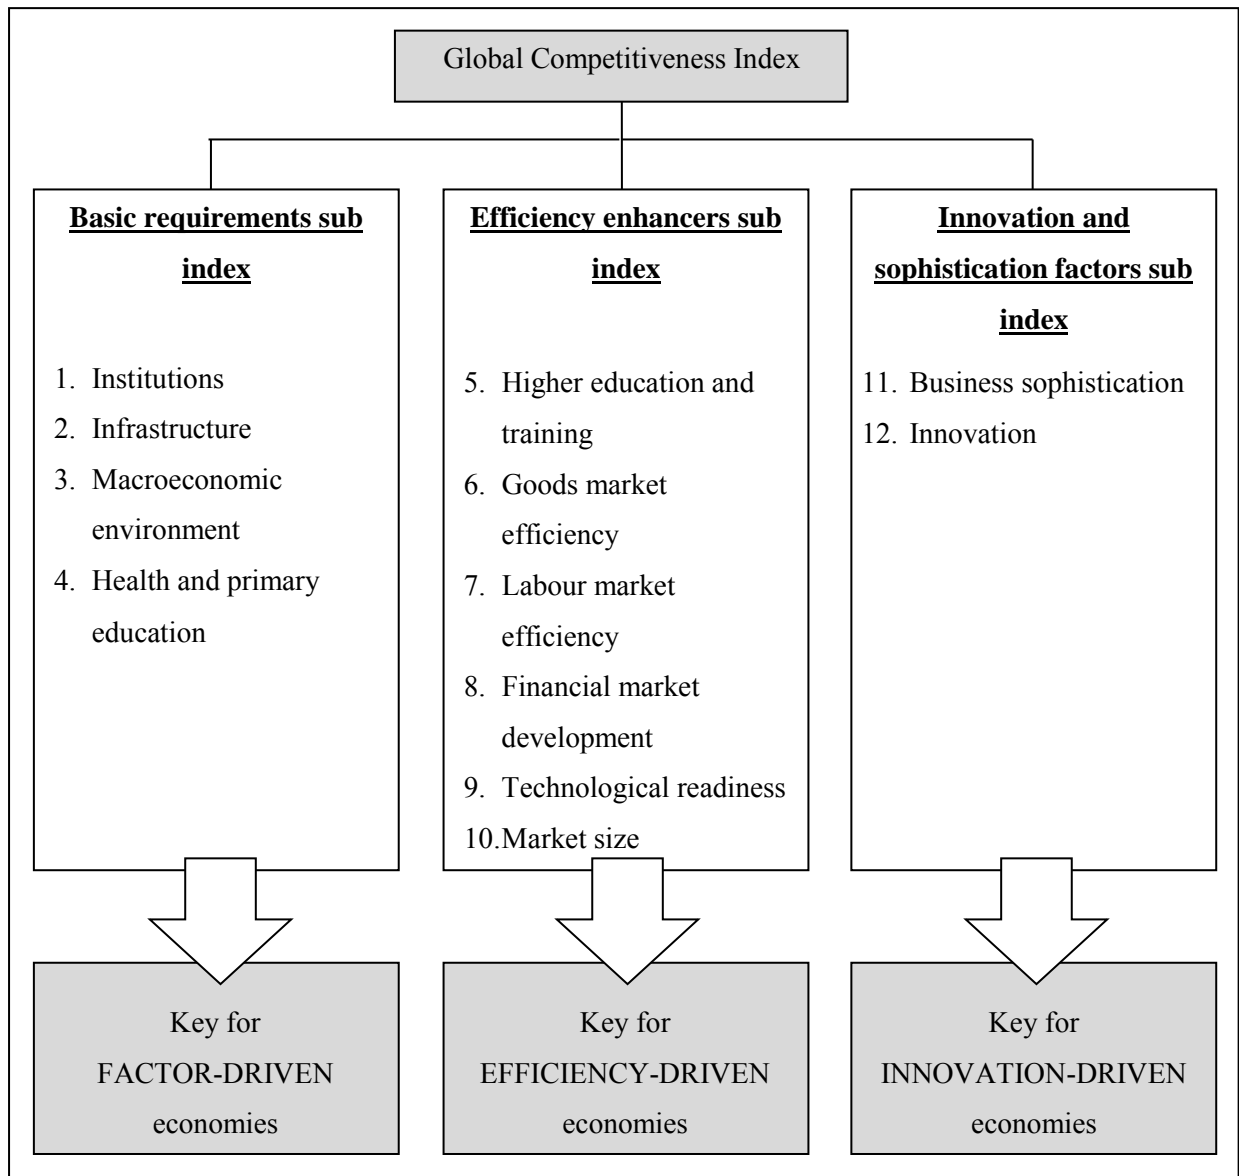 Global Competitiveness Index
Basic requirements sub
index
1. Institutions
2. Infrastructure
3. Macroeconomic
environment
4. Health and primary
education
Key for
FACTOR-DRIVEN
economies
Efficiency enhancers sub
index
5. Higher education and
training
6. Goods market
efficiency
7. Labour market
efficiency
8. Financial market
development
9. Technological readiness
10.Market size
Key for
EFFICIENCY-DRIVEN
economies
Innovation and
sophistication factors sub
index
11. Business sophistication
12. Innovation
Key for
INNOVATION-DRIVEN
economies